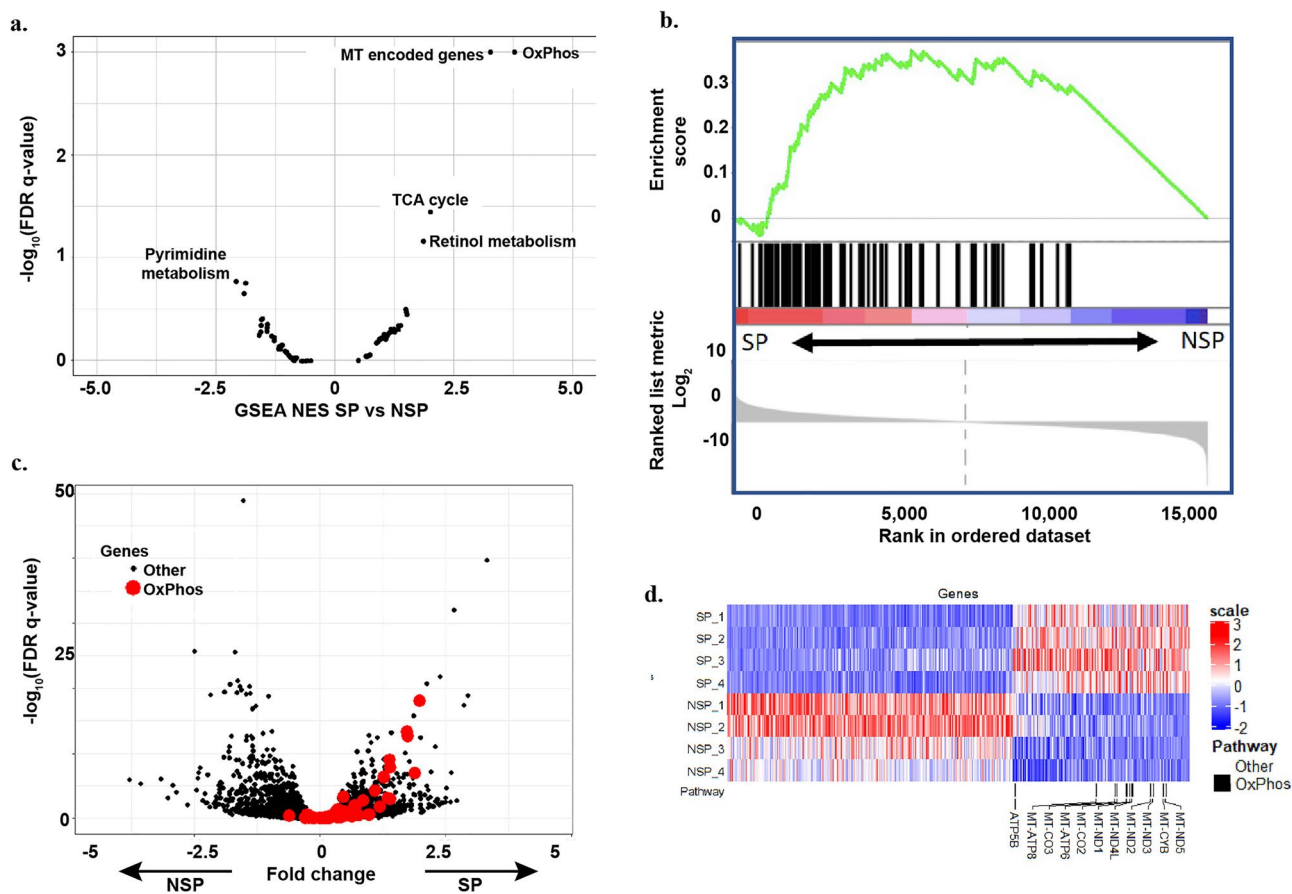 a.
3
2
1
0
-log10(FDR q-value)
MT encoded genes
OxPhos
TCA cycle
Retinol metabolism
Pyrimidine
metabolism
-5.0
-2.5
0
2.5
5.0
GSEA NES SP vs NSP
b.
0.3
0.2
0.1
0
Enrichment
score
SP
NSP
10
0
-10
Ranked list metric
Log2
0
5,000
10,000
15,000
Rank in ordered dataset
c.
50
25
0
-log10(FDR q-value)
Genes
Other
OxPhos
-5
-2.5
0
2.5
5
NSP
Fold change
SP
d.
Genes
SP_1
SP_2
SP_3
SP_4
NSP_1
NSP_2
NSP_3
NSP_4
Pathway
s
ATP5B
MT-ATP8
MT-CO3
MT-ATP6
MT-CO2
MT-ND1
MT-ND4L
MT-ND2
MT-ND3
MT-CYB
MT-ND5
scale
3
2
1
0
-1
-2
Pathway
Other
OxPhos